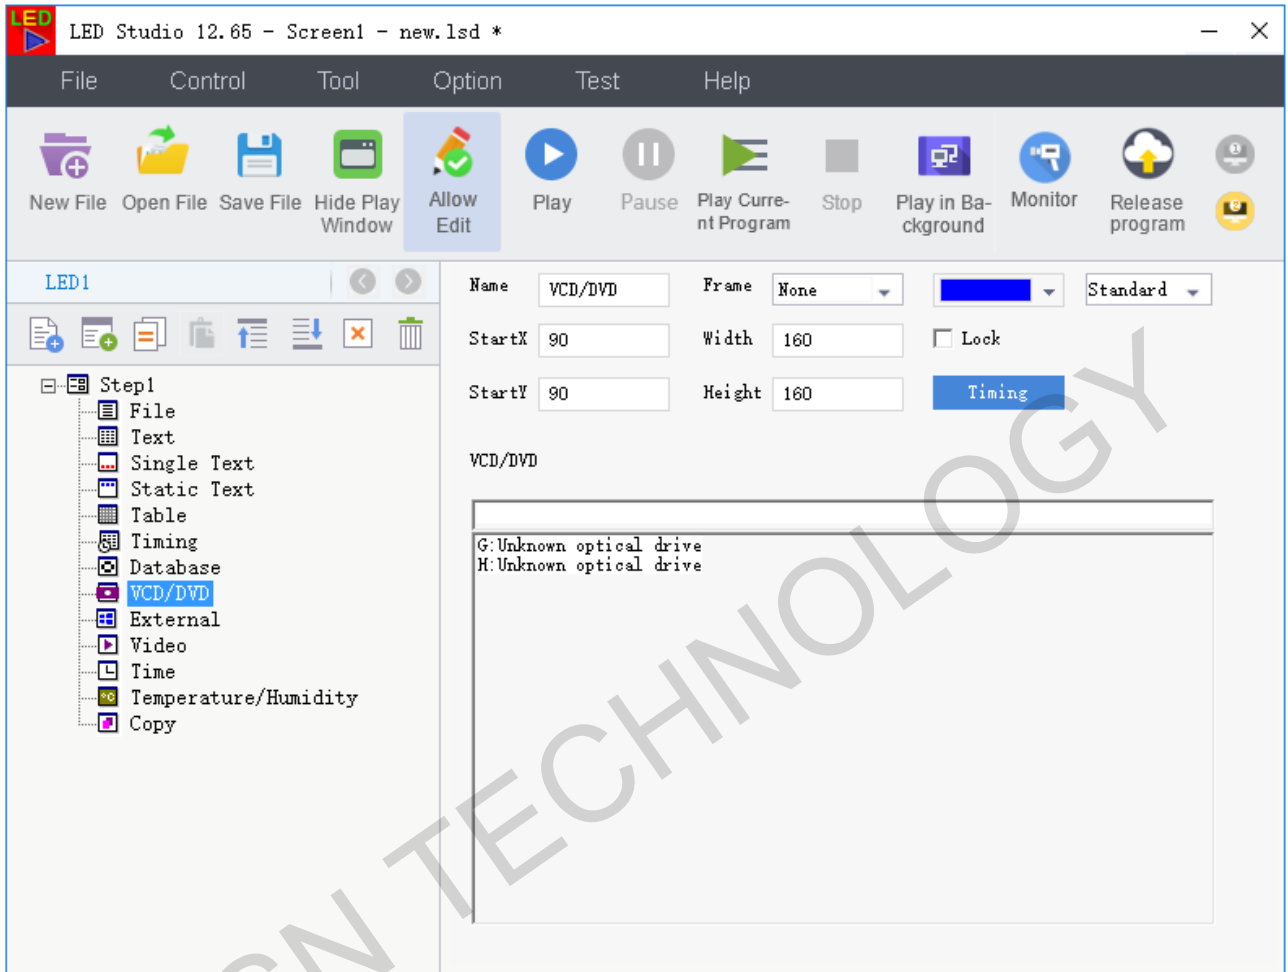 LED
LED Studio 12.65 - Screen1 - new.lsd *
File Control Tool Option Test Help
New File Open File Save File Hide Play Window Allow Edit Play Pause Play Curre-nt Program Stop Play in Ba-ckground Monitor Release program
1
2
LED1
Name VCD/DVD Frame None Standard
StartX 90 Width 160 Lock
StartY 90 Height 160 Timing
VCD/DVD
G:Unknown optical drive
H:Unknown optical drive
Step1
File
Text
Single Text
Static Text
Table
Timing
Database
VCD/DVD
External
Video
Time
°C
Temperature/Humidity
Copy
TECHNOLOGY